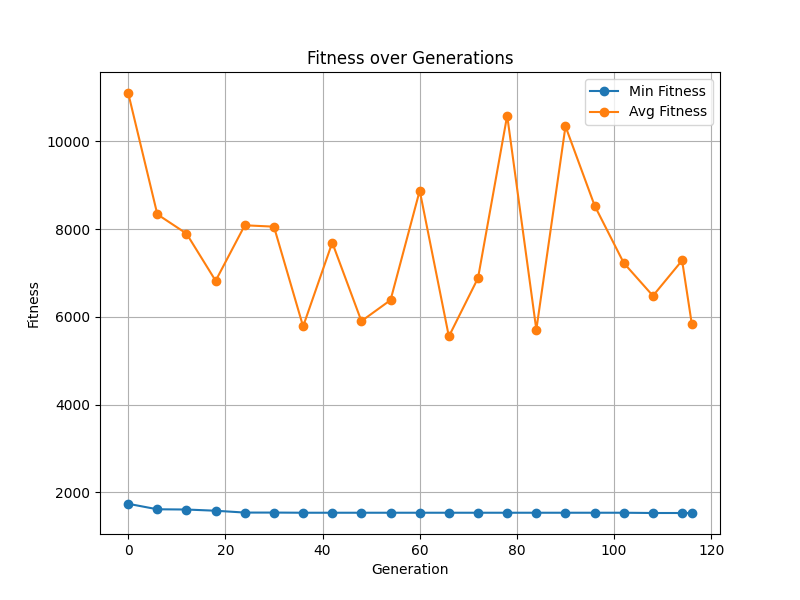 Fitness over Generations
Min Fitness
Avg Fitness
10000
8000
6000
4000
2000
Fitness
0 20 40 60 80 100 120
Generation